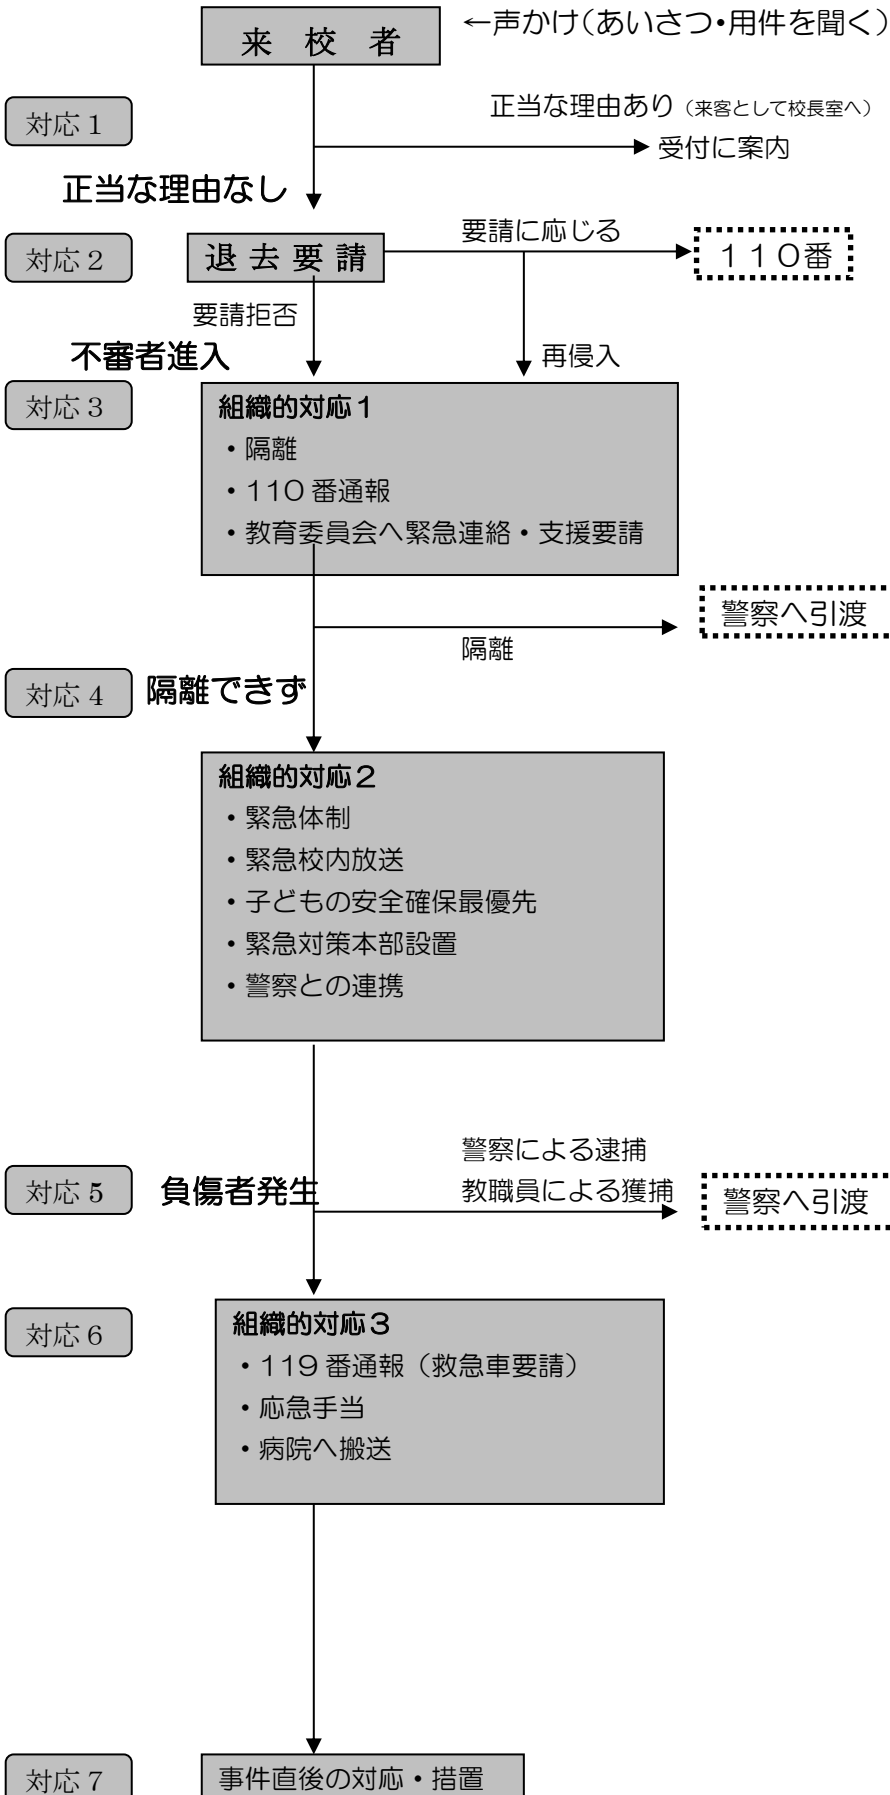 来 校 者
←声かけ(あいさつ・用件を聞く)
対応１
正当な理由あり（来客として校長室へ）
受付に案内
正当な理由なし
対応２
退 去 要 請
要請に応じる
１１０番
要請拒否
不審者進入
再侵入
対応３
組織的対応１
・隔離
・110 番通報
・教育委員会へ緊急連絡・支援要請
警察へ引渡
隔離
対応４
隔離できず
組織的対応２
・緊急体制
・緊急校内放送
・子どもの安全確保最優先
・緊急対策本部設置
・警察との連携
警察による逮捕
対応 5
負傷者発生
教職員による獲捕
警察へ引渡
対応６
組織的対応３
・119 番通報（救急車要請）
・応急手当
・病院へ搬送
対応７
事件直後の対応・措置